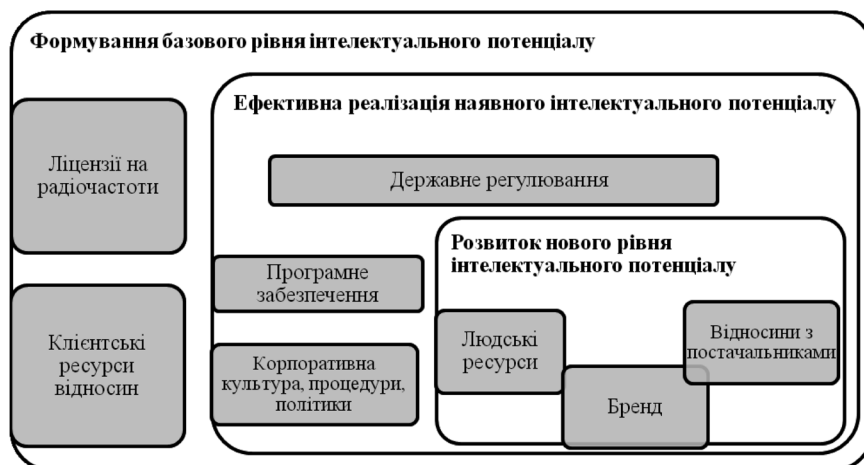 Формування базового рівня інтелектуального потенціалу
Ефективна реалізація наявного інтелектуального потенціалу
Ліцензії на
радіочастоти
Державне регулювання
Розвиток нового рівня
інтелектуального потенціалу
Програмне
забезпечення
Клієнтські
ресурси
відносин
Корпоративна
культура, процедури,
політики
Людські
ресурси
Відносини з
постачальниками
Бренд